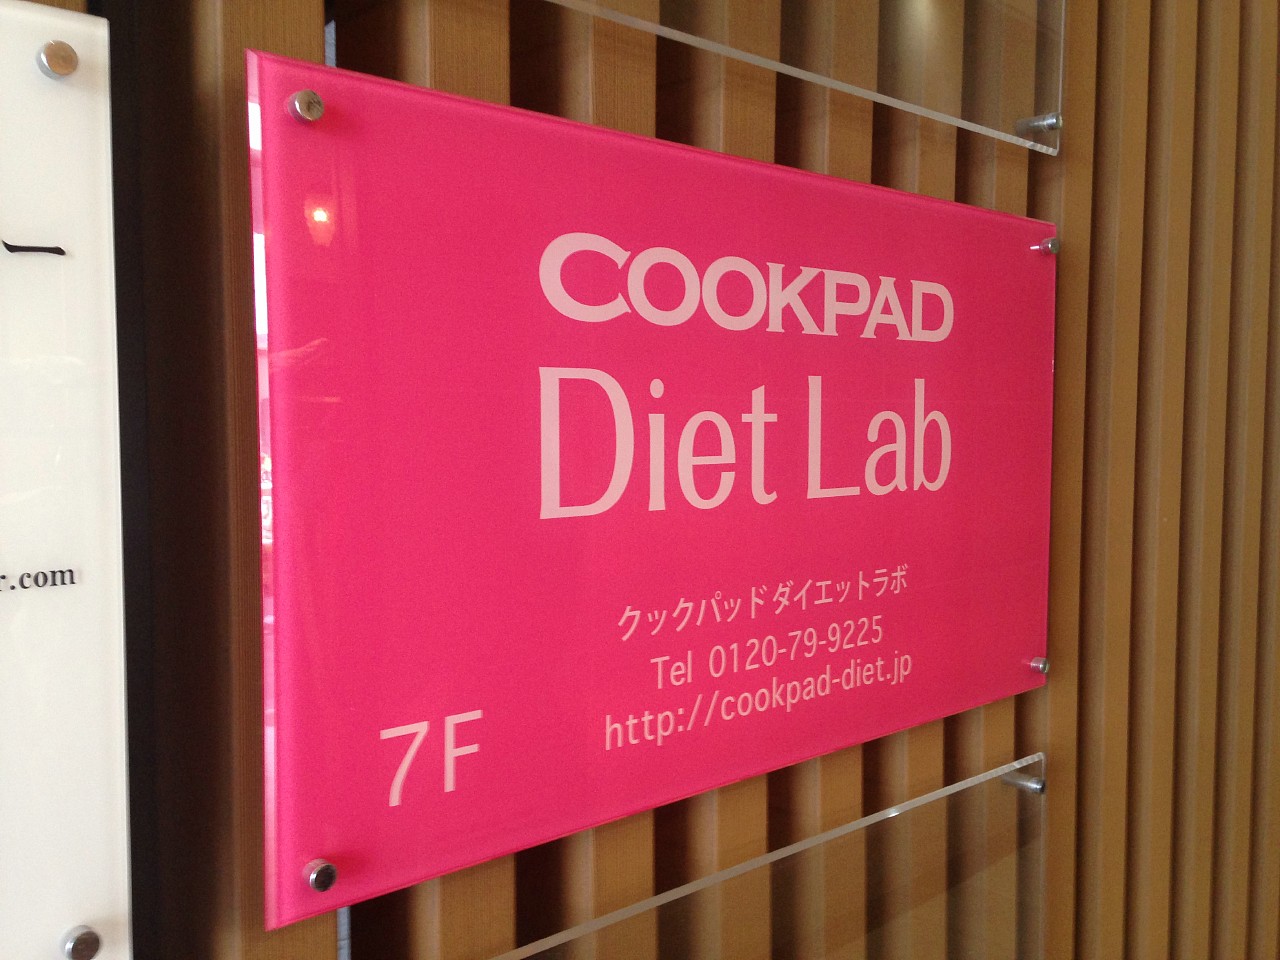 COOKPAD
Diet Lab
クックパッド ダイエットラボ
Tel 0120-79-9225
http://cookpad-diet.jp
7F
ー
r.com